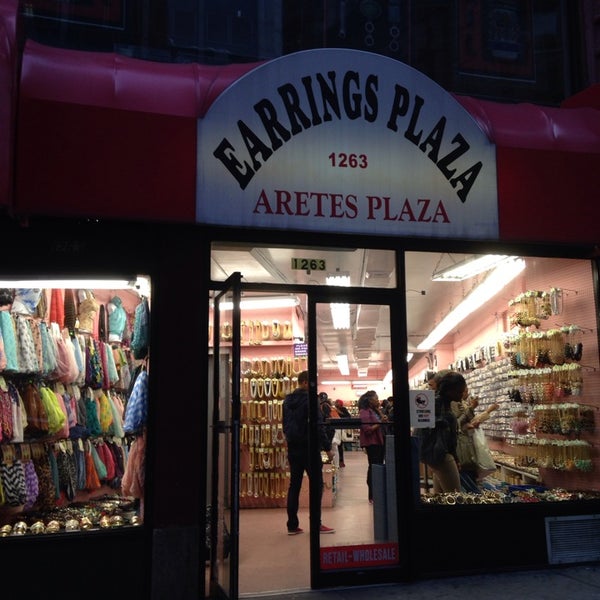 EARRINGS PLAZA
1263
ARETES PLAZA
1263
RETAIL-WHOLESALE